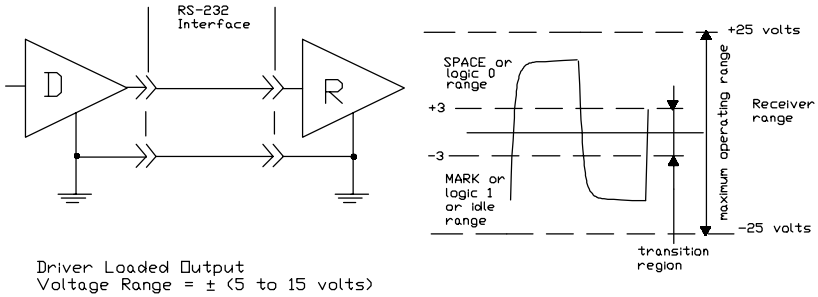 RS-232
Interface
D
R
Driver Loaded Output
Voltage Range = ± (5 to 15 volts)
+25 volts
SPACE or
logic 0
range
+3
-3
MARK or
logic 1
or idle
range
maximum operating range
Receiver
range
-25 volts
transition
region